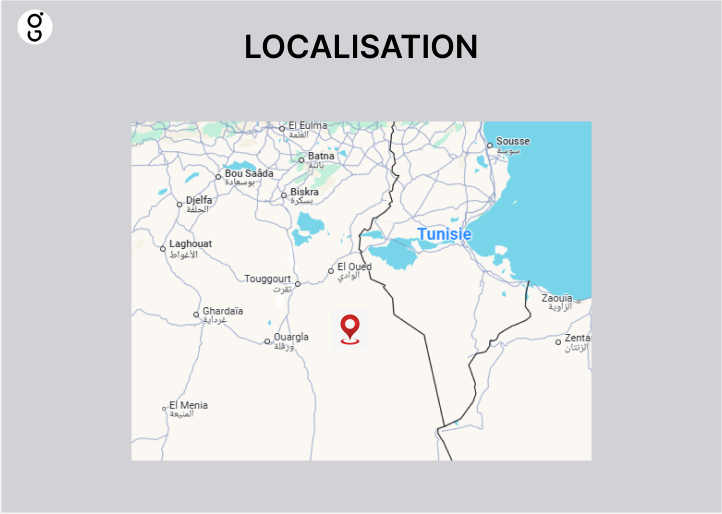 LOCALISATION
El Eulma
العلمة
Sousse
سوسة
Batna
باتنة
Bou Saâda
بوسعادة
Biskra
بسكرة
Djelfa
الجلفة
Tunisie
Laghouat
الأغواط
El Oued
الوادي
Touggourt
تقرت
Zaouia
الزاوية
Ghardaïa
غرداية
Ouargla
ورقلة
Zenta
الزنتان
El Menia
المنيعة